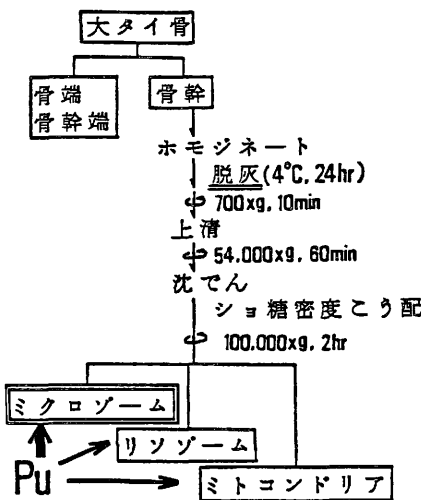 大タイ骨
骨端
骨幹端
骨幹
ホモジネート
脱灰(4°C, 24hr)
700xg, 10min
上清
54,000xg, 60min
沈でん
ショ糖密度こう配
100,000xg, 2hr
ミクロゾーム
リソゾーム
Pu
ミトコンドリア